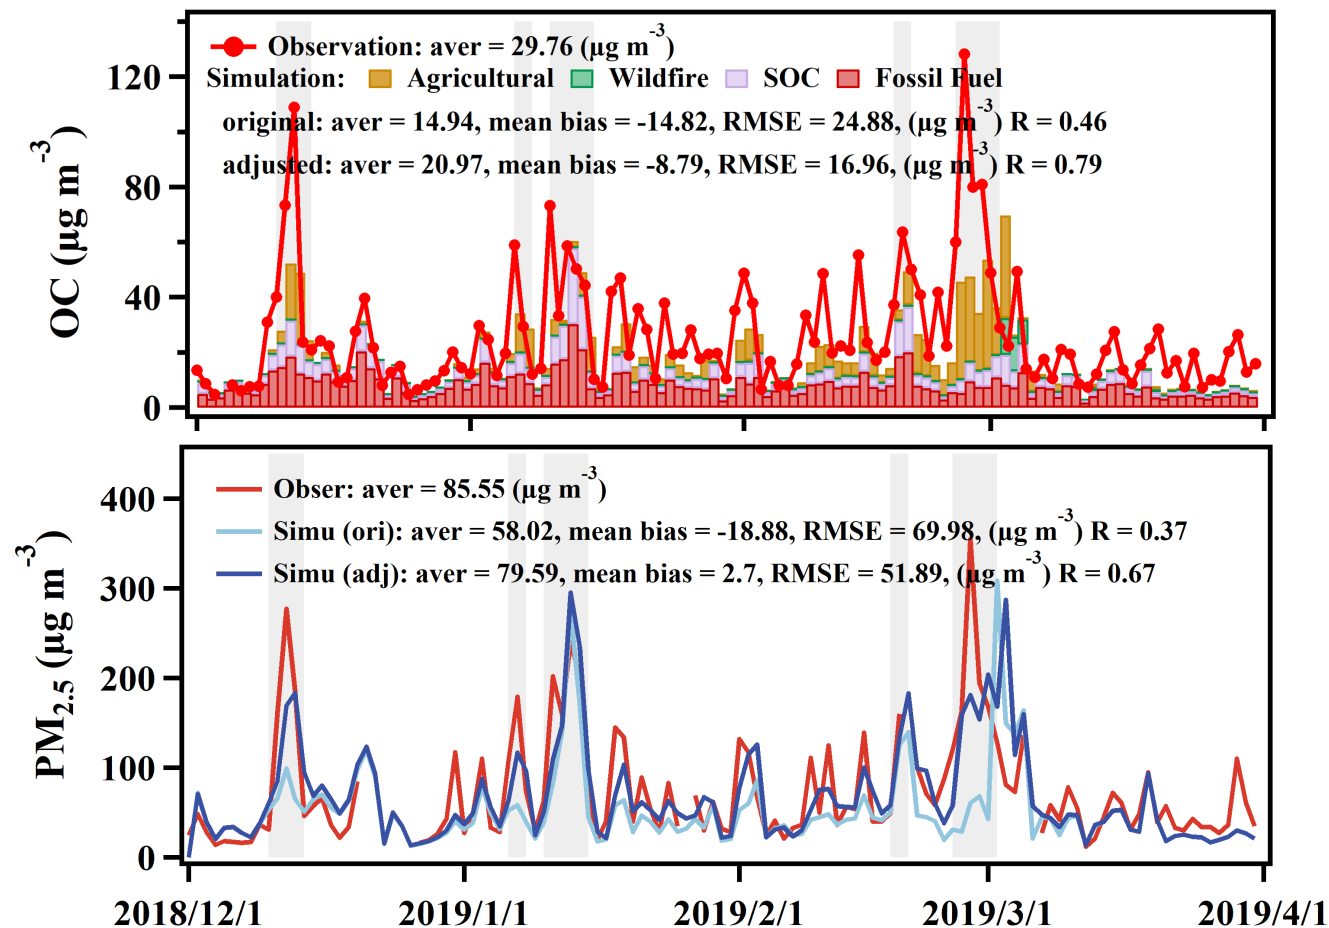 Observation: aver = 29.76 (μg m⁻³)
Simulation: Agricultural Wildfire SOC Fossil Fuel
original: aver = 14.94, mean bias = -14.82, RMSE = 24.88, (μg m⁻³) R = 0.46
adjusted: aver = 20.97, mean bias = -8.79, RMSE = 16.96, (μg m⁻³) R = 0.79
OC (μg m⁻³)
120
80
40
0
Obser: aver = 85.55 (μg m⁻³)
Simu (ori): aver = 58.02, mean bias = -18.88, RMSE = 69.98, (μg m⁻³) R = 0.37
Simu (adj): aver = 79.59, mean bias = 2.7, RMSE = 51.89, (μg m⁻³) R = 0.67
PM₂.₅ (μg m⁻³)
400
300
200
100
0
2018/12/1 2019/1/1 2019/2/1 2019/3/1 2019/4/1